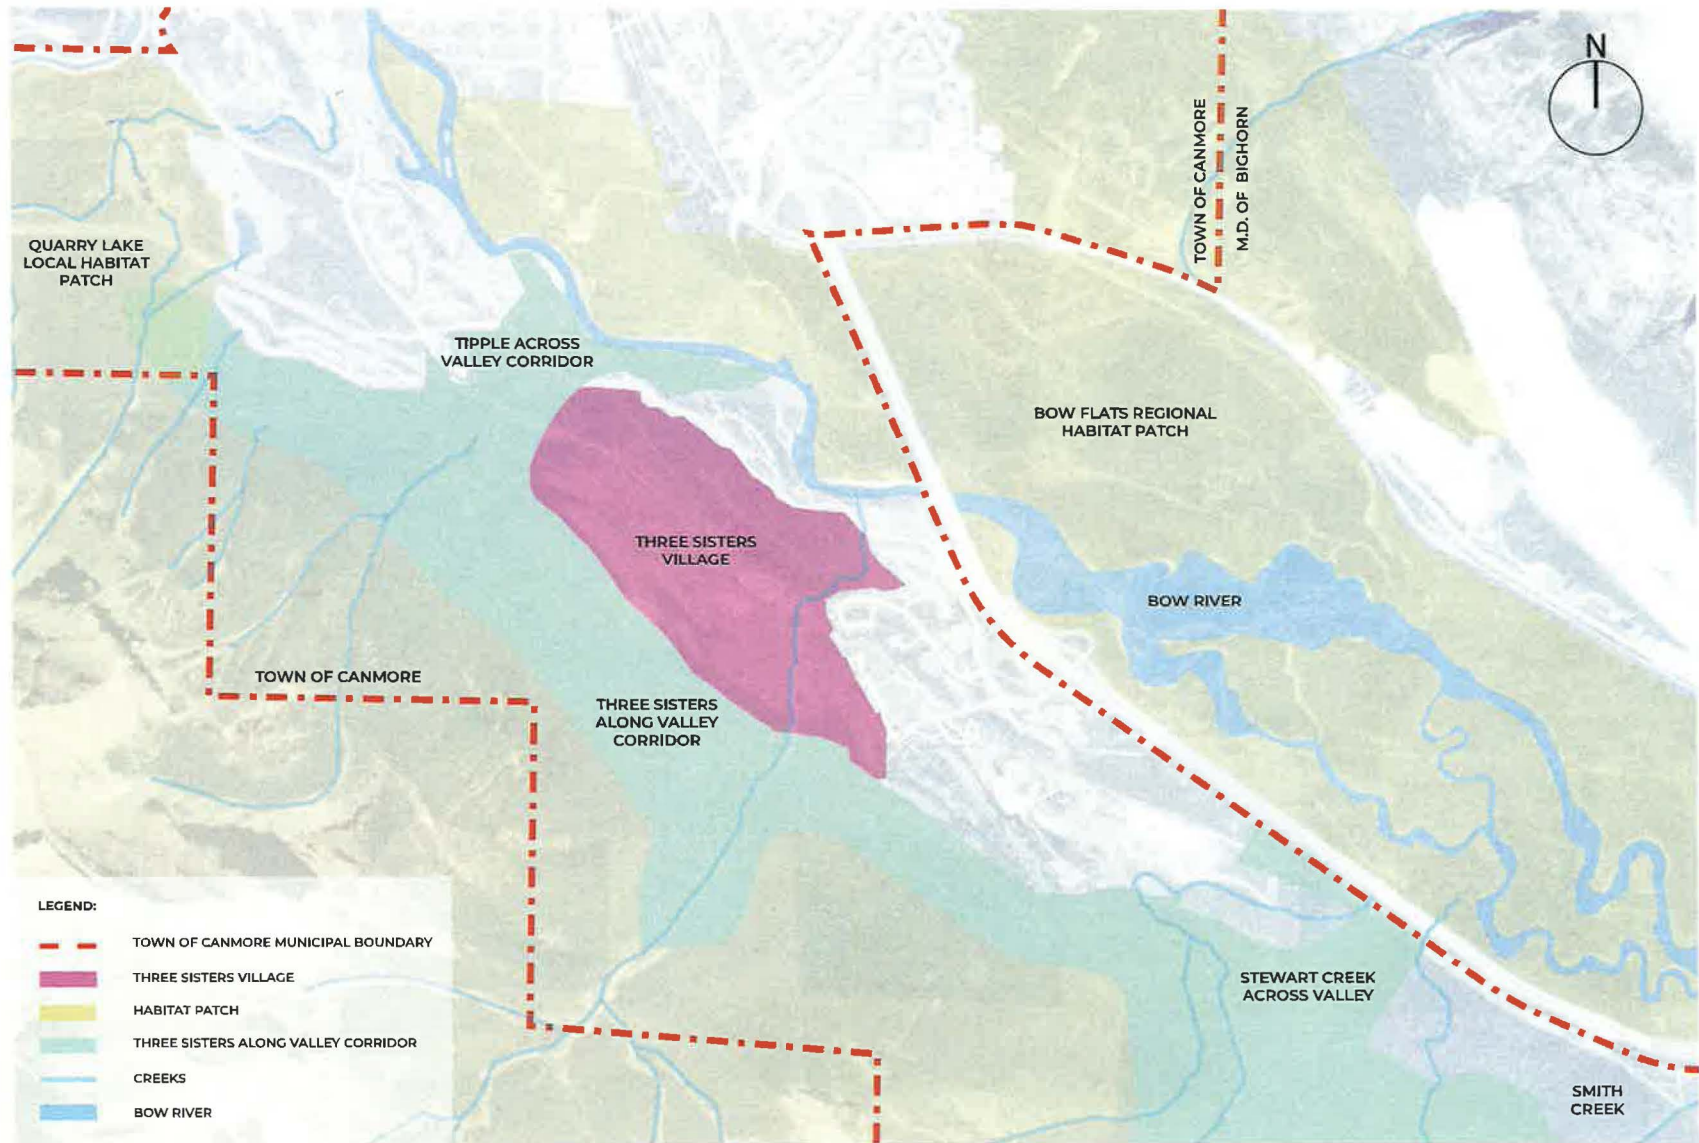 N
TOWN OF CANMORE
M.D. OF BIGHORN
QUARRY LAKE
LOCAL HABITAT
PATCH
TIPPLE ACROSS
VALLEY CORRIDOR
BOW FLATS REGIONAL
HABITAT PATCH
THREE SISTERS
VILLAGE
BOW RIVER
TOWN OF CANMORE
THREE SISTERS
ALONG VALLEY
CORRIDOR
STEWART CREEK
ACROSS VALLEY
SMITH
CREEK
LEGEND:
TOWN OF CANMORE MUNICIPAL BOUNDARY
THREE SISTERS VILLAGE
HABITAT PATCH
THREE SISTERS ALONG VALLEY CORRIDOR
CREEKS
BOW RIVER